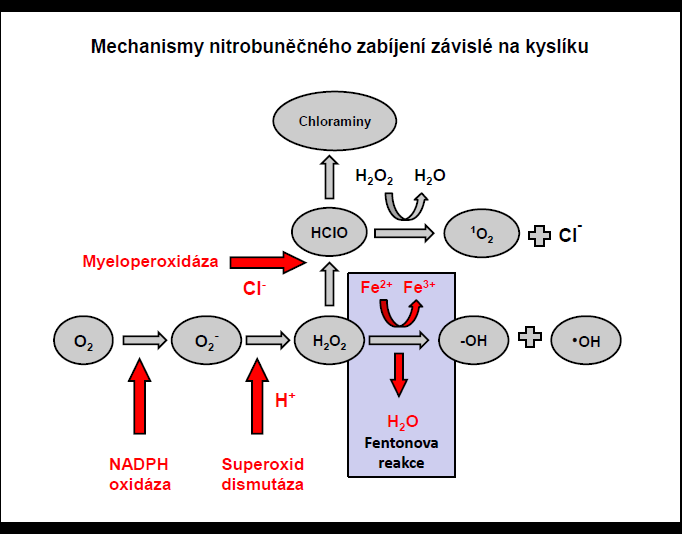 Mechanismy nitrobuněčného zabíjení závislé na kyslíku
Chloraminy
H₂O₂ H₂O
HClO
¹O₂
Cl⁻
Myeloperoxidáza
Cl⁻
Fe²⁺ Fe³⁺
O₂
O₂⁻
H₂O₂
-OH
•OH
H⁺
H₂O
Fentonova
reakce
NADPH
oxidáza
Superoxid
dismutáza